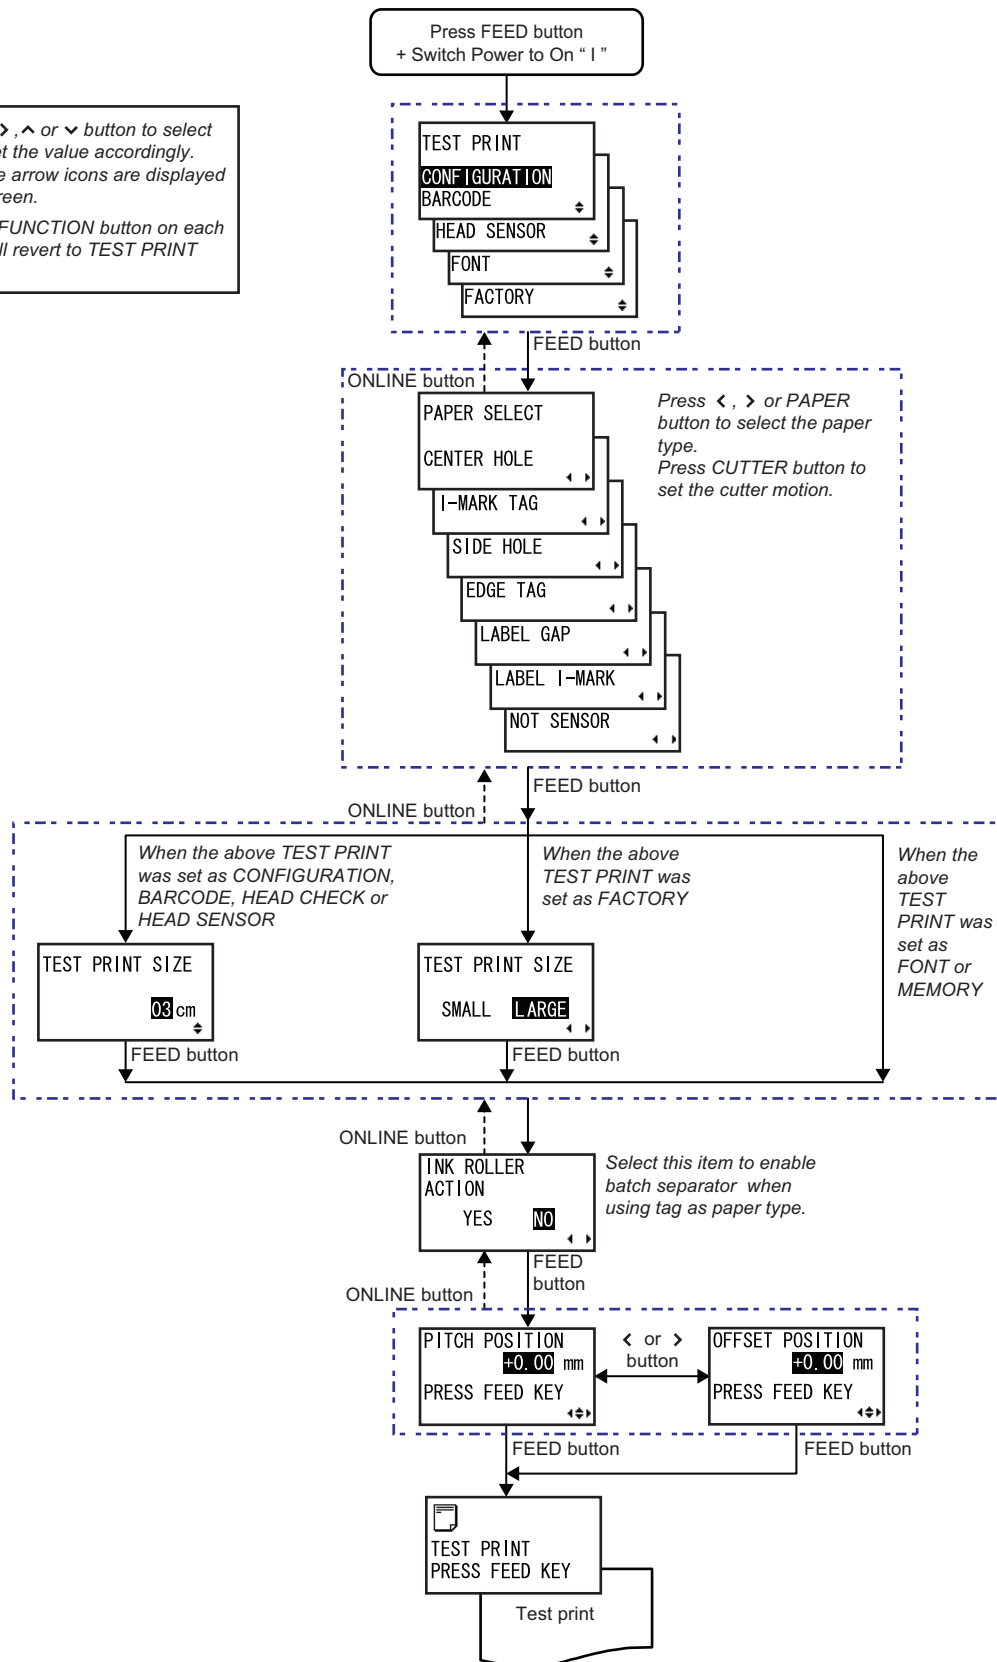 Press FEED button
+ Switch Power to On “ I ”
> , ∧ or ∨ button to select
et the value accordingly.
e arrow icons are displayed
reen.
FUNCTION button on each
ll revert to TEST PRINT
TEST PRINT
CONFIGURATION
BARCODE
HEAD SENSOR
FONT
FACTORY
FEED button
ONLINE button
PAPER SELECT
CENTER HOLE
I-MARK TAG
SIDE HOLE
EDGE TAG
LABEL GAP
LABEL I-MARK
NOT SENSOR
Press < , > or PAPER
button to select the paper
type.
Press CUTTER button to
set the cutter motion.
FEED button
ONLINE button
When the above TEST PRINT
was set as CONFIGURATION,
BARCODE, HEAD CHECK or
HEAD SENSOR
When the above
TEST PRINT was
set as FACTORY
When the
above
TEST
PRINT was
set as
FONT or
MEMORY
TEST PRINT SIZE
03 cm
TEST PRINT SIZE
SMALL LARGE
FEED button
FEED button
ONLINE button
INK ROLLER
ACTION
YES NO
Select this item to enable
batch separator when
using tag as paper type.
FEED
button
ONLINE button
PITCH POSITION
+0.00 mm
PRESS FEED KEY
< or >
button
OFFSET POSITION
+0.00 mm
PRESS FEED KEY
FEED button
FEED button
TEST PRINT
PRESS FEED KEY
Test print